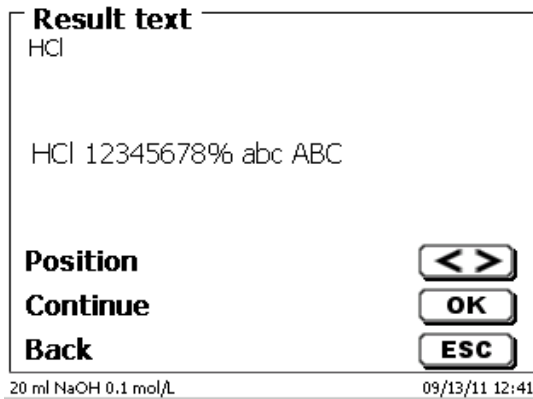 Result text
HCl
HCl 12345678% abc ABC
Position < >
Continue OK
Back ESC
20 ml NaOH 0.1 mol/L 09/13/11 12:41